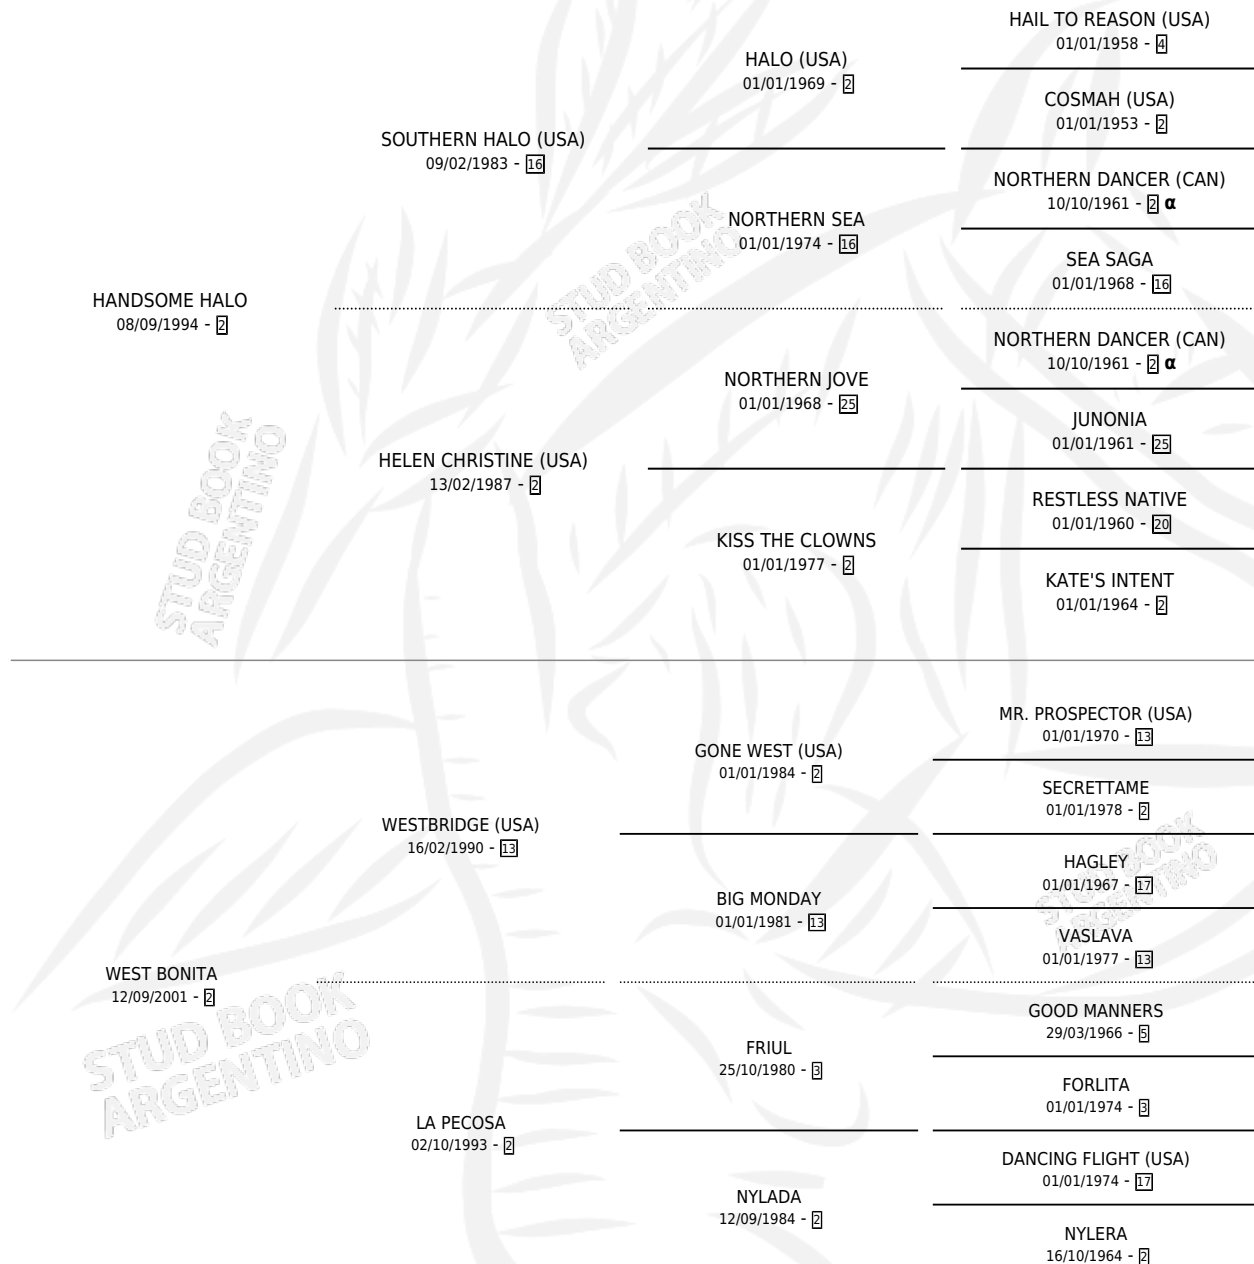 HAIL TO REASON (USA)
01/01/1958 - 4
HALO (USA)
01/01/1969 - 2
COSMAH (USA)
01/01/1953 - 2
SOUTHERN HALO (USA)
09/02/1983 - 16
NORTHERN DANCER (CAN)
10/10/1961 - 2 α
NORTHERN SEA
01/01/1974 - 16
SEA SAGA
01/01/1968 - 16
HANDSOME HALO
08/09/1994 - 2
NORTHERN DANCER (CAN)
10/10/1961 - 2 α
NORTHERN JOVE
01/01/1968 - 25
JUNONIA
01/01/1961 - 25
HELEN CHRISTINE (USA)
13/02/1987 - 2
RESTLESS NATIVE
01/01/1960 - 20
KISS THE CLOWNS
01/01/1977 - 2
KATE'S INTENT
01/01/1964 - 2
MR. PROSPECTOR (USA)
01/01/1970 - 13
GONE WEST (USA)
01/01/1984 - 2
SECRETTAME
01/01/1978 - 2
WESTBRIDGE (USA)
16/02/1990 - 13
HAGLEY
01/01/1967 - 17
BIG MONDAY
01/01/1981 - 13
VASLAVA
01/01/1977 - 13
WEST BONITA
12/09/2001 - 2
GOOD MANNERS
29/03/1966 - 5
FRIUL
25/10/1980 - 3
FORLITA
01/01/1974 - 3
LA PECOSA
02/10/1993 - 2
DANCING FLIGHT (USA)
01/01/1974 - 17
NYLADA
12/09/1984 - 2
NYLERA
16/10/1964 - 2
STUD BOOK
ARGENTINO
STUD BOOK
ARGENTINO
STUD BOOK
ARGENTINO
STUD BOOK
ARGENTINO